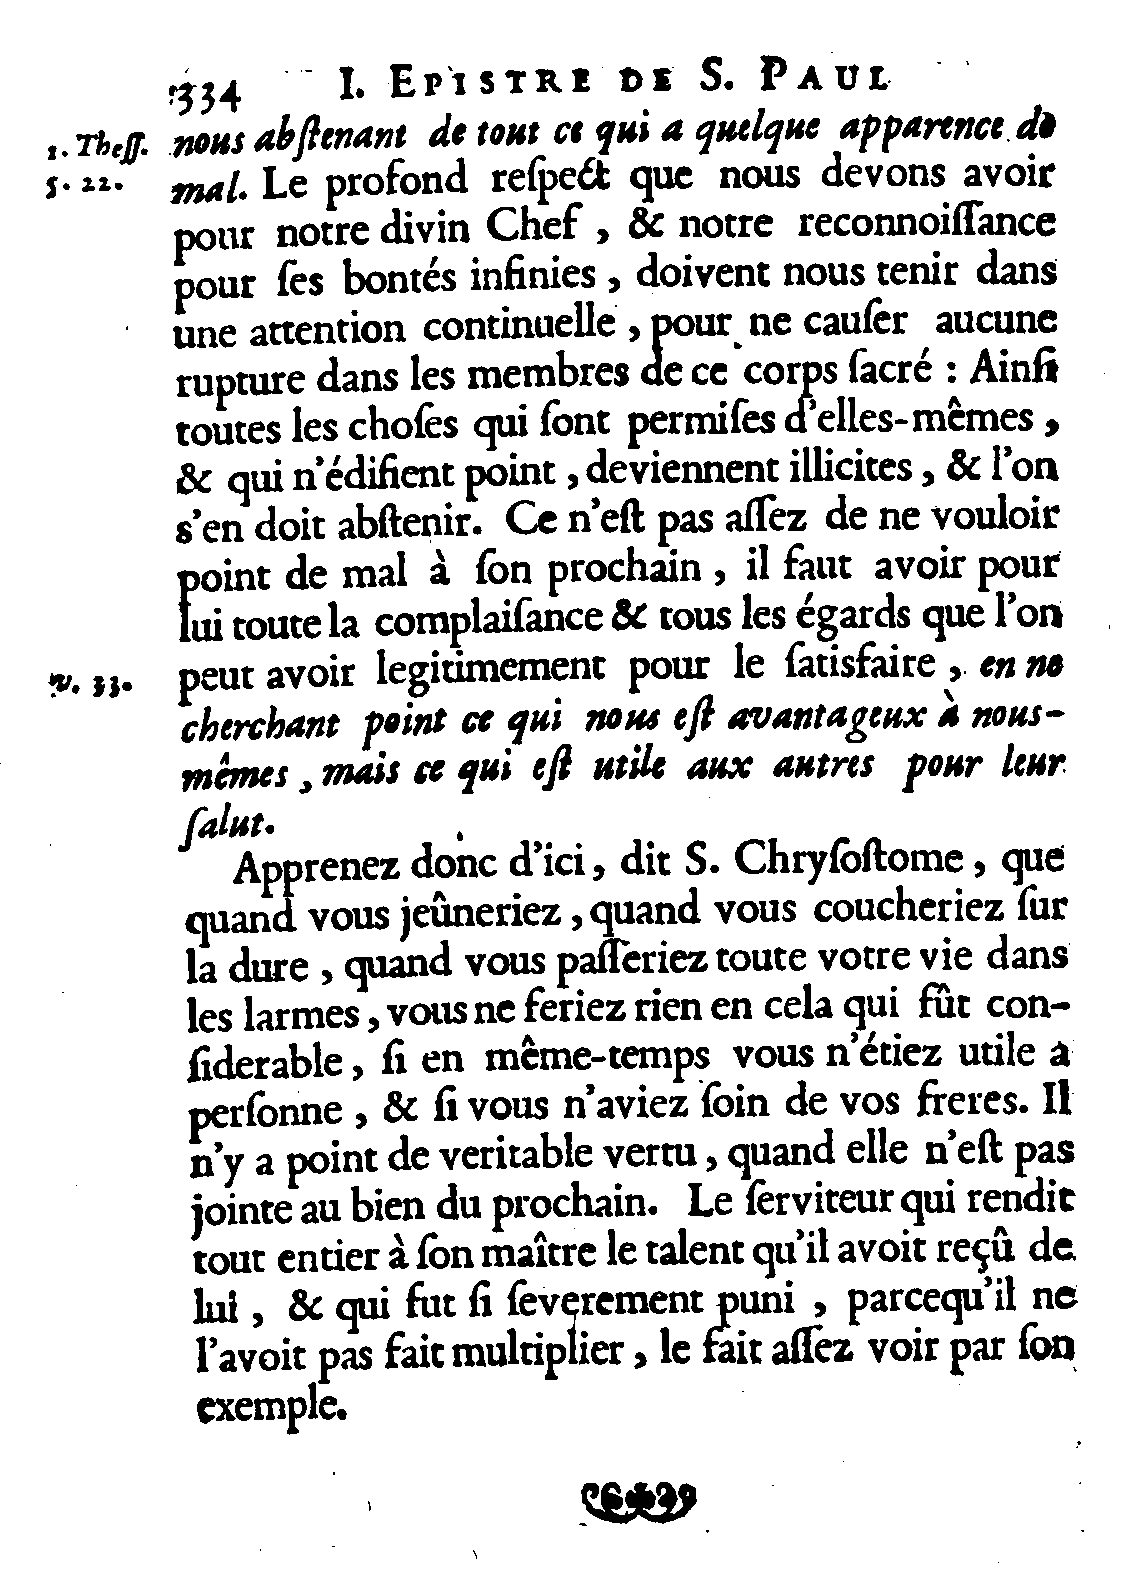 334 I. EPISTRE DE S. PAUL
1. Theſſ. nous abſtenant de tout ce qui a quelque apparence de
5. 22. mal. Le profond reſpect que nous devons avoir
pour notre divin Chef, & notre reconnoiſſance
pour ſes bontés infinies, doivent nous tenir dans
une attention continuelle, pour ne cauſer aucune
rupture dans les membres de ce corps ſacré : Ainſi
toutes les choſes qui ſont permiſes d'elles-mêmes,
& qui n'édifient point, deviennent illicites, & l'on
s'en doit abſtenir. Ce n'eſt pas aſſez de ne vouloir
point de mal à ſon prochain, il faut avoir pour
lui toute la complaiſance & tous les égards que l'on
v. 33. peut avoir legitimement pour le ſatisfaire, en ne
cherchant point ce qui nous eſt avantageux à nous-
mêmes, mais ce qui eſt utile aux autres pour leur
ſalut.
Apprenez donc d'ici, dit S. Chryſoſtome, que
quand vous jeûneriez, quand vous coucheriez ſur
la dure, quand vous paſſeriez toute votre vie dans
les larmes, vous ne feriez rien en cela qui fût con-
ſiderable, ſi en même-temps vous n'étiez utile a
perſonne, & ſi vous n'aviez ſoin de vos freres. Il
n'y a point de veritable vertu, quand elle n'eſt pas
jointe au bien du prochain. Le ſerviteur qui rendit
tout entier à ſon maître le talent qu'il avoit reçû de
lui, & qui fut ſi ſeverement puni, parcequ'il ne
l'avoit pas fait multiplier, le fait aſſez voir par ſon
exemple.